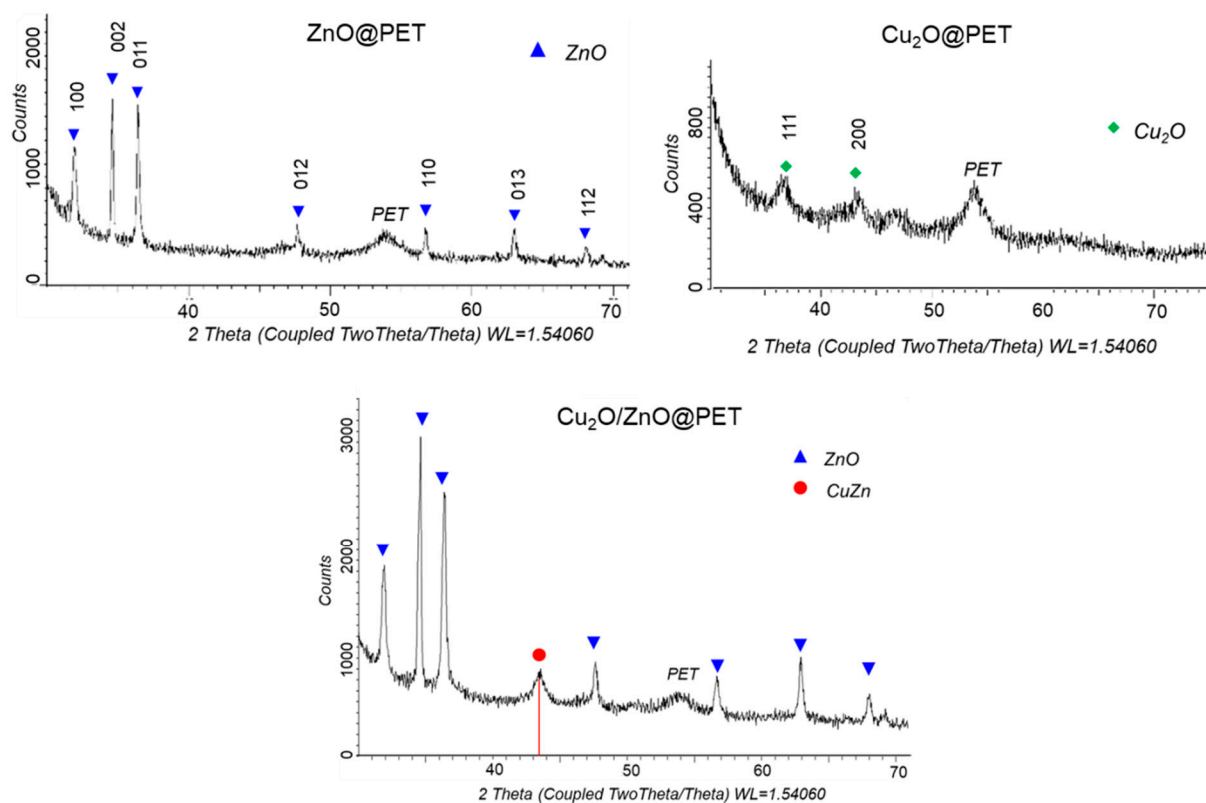 ZnO@PET
ZnO
002
011
100
012
PET
110
013
112
Counts
2000
1000
0
40
50
60
70
2 Theta (Coupled TwoTheta/Theta) WL=1.54060
Cu₂O@PET
Cu₂O
111
200
PET
Counts
800
400
0
40
50
60
70
2 Theta (Coupled TwoTheta/Theta) WL=1.54060
Cu₂O/ZnO@PET
ZnO
CuZn
PET
Counts
3000
2000
1000
0
40
50
60
70
2 Theta (Coupled TwoTheta/Theta) WL=1.54060